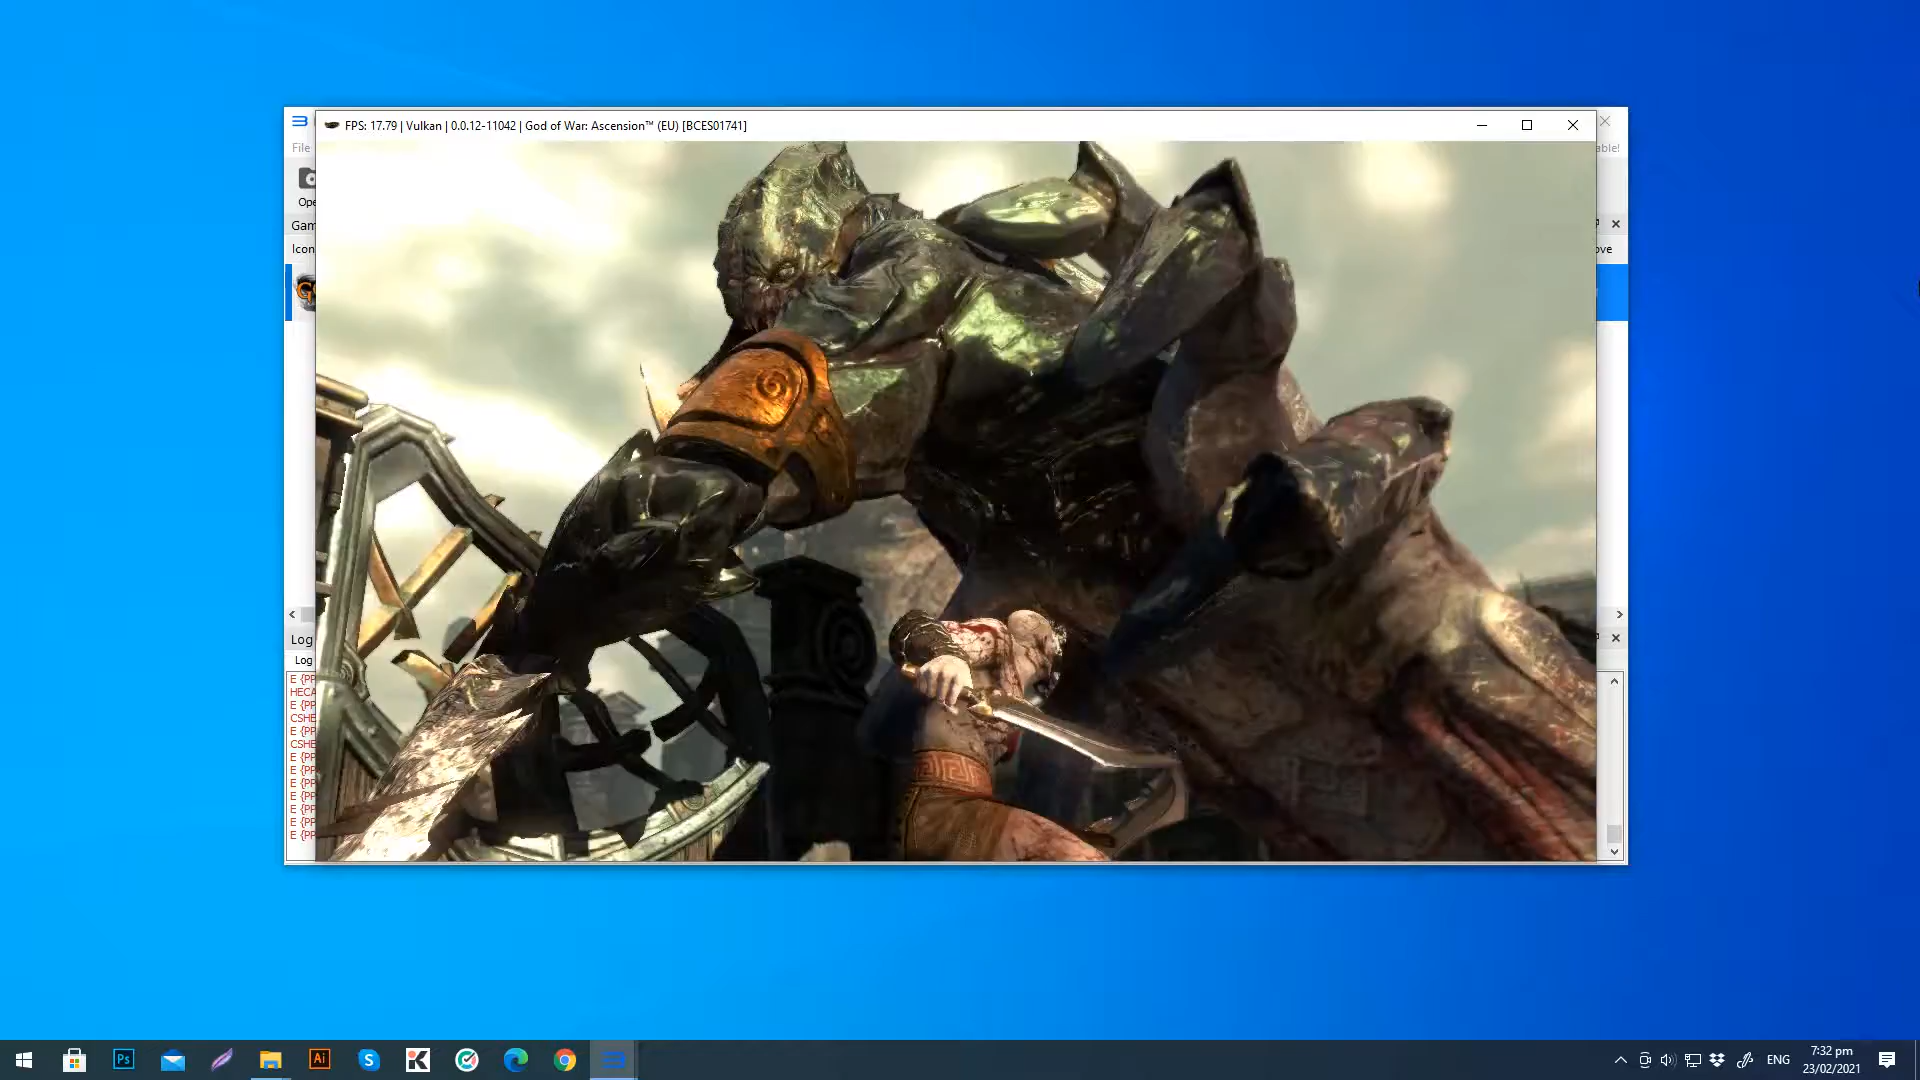 FPS: 17.79 | Vulkan | 0.0.12-11042 | God of War: Ascension™ (EU) [BCES01741]
File
able!
Ope
Gam
Icon
ove
Log
Log
E {PP
HECA
E {PP
CSHE
E {PP
CSHE
E {PP
E {PP
E {PP
E {PP
E {PP
E {PP
E {PP
Ps
Ai
ENG
7:32 pm
23/02/2021